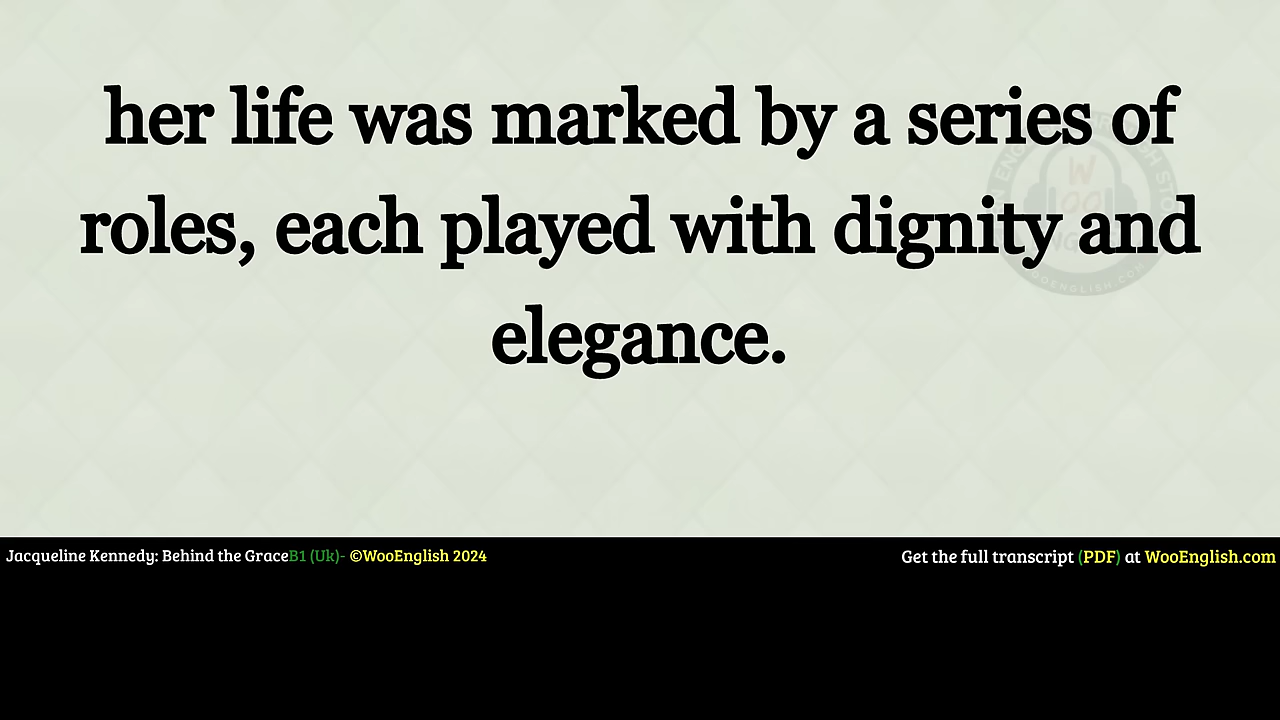 her life was marked by a series of
roles, each played with dignity and
elegance.
Jacqueline Kennedy: Behind the GraceB1 (Uk)- ©WooEnglish 2024
Get the full transcript (PDF) at WooEnglish.com